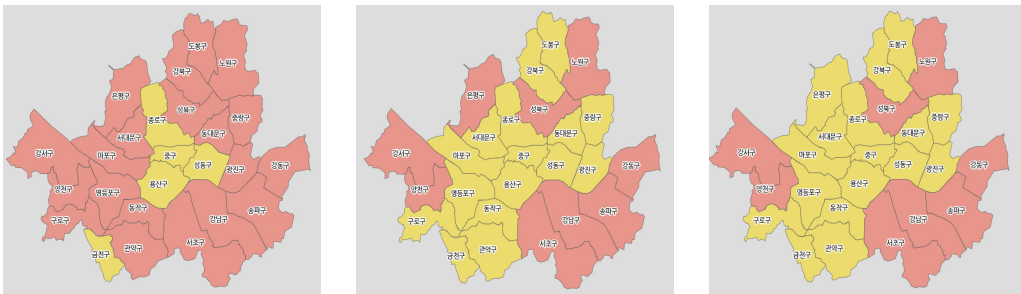 도봉구
노원구
강북구
은평구
성북구
중랑구
종로구
동대문구
서대문구
강서구
마포구
중구
성동구
강동구
광진구
양천구
영등포구
용산구
동작구
송파구
구로구
강남구
서초구
관악구
금천구
도봉구
노원구
강북구
은평구
성북구
중랑구
종로구
동대문구
서대문구
강서구
마포구
중구
성동구
강동구
광진구
양천구
영등포구
용산구
동작구
송파구
구로구
강남구
서초구
관악구
금천구
도봉구
노원구
강북구
은평구
성북구
중랑구
종로구
동대문구
서대문구
강서구
마포구
중구
성동구
강동구
광진구
양천구
영등포구
용산구
동작구
송파구
구로구
강남구
서초구
관악구
금천구